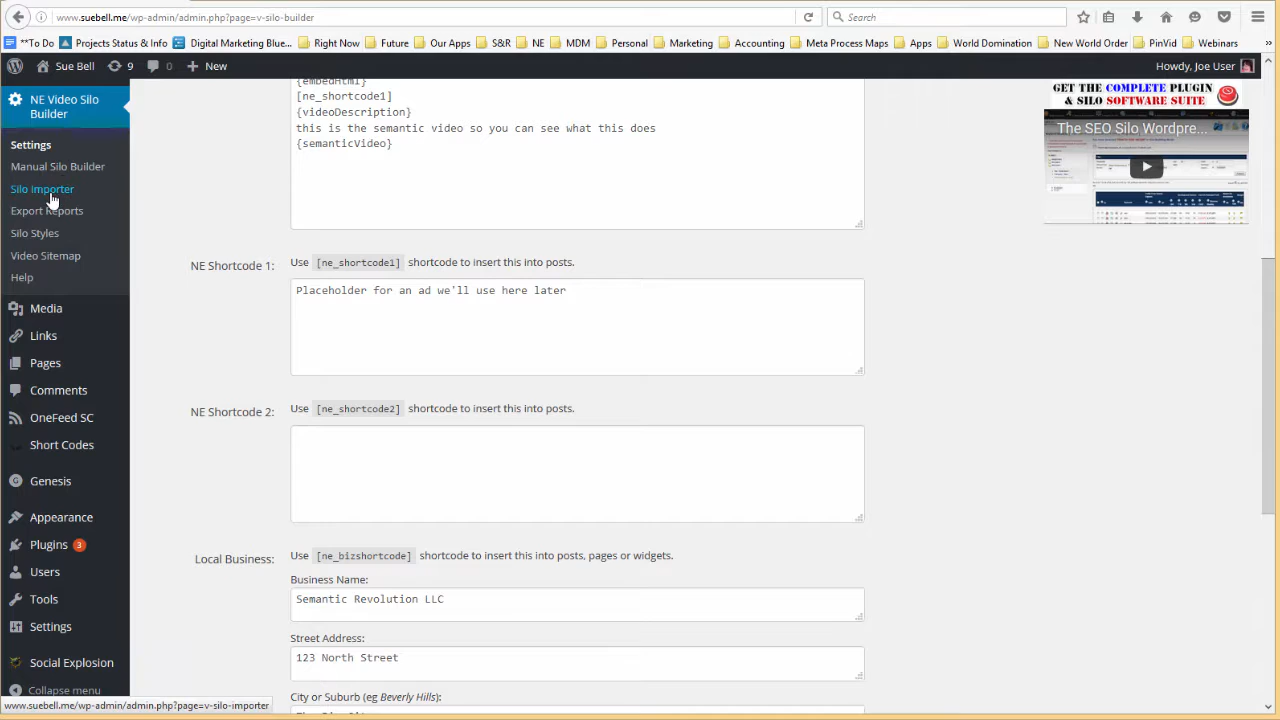 www.suebell.me/wp-admin/admin.php?page=v-silo-builder
Search
**To Do
Projects Status & Info
Digital Marketing Blue...
Right Now
Future
Our Apps
S&R
NE
MDM
Personal
Marketing
Accounting
Meta Process Maps
Apps
World Domination
New World Order
PinVid
Webinars
»
Sue Bell
9
0
New
Howdy, Joe User
NE Video Silo
Builder
Settings
Manual Silo Builder
Silo Importer
Export Reports
Silo Styles
Video Sitemap
Help
Media
Links
Pages
Comments
OneFeed SC
Short Codes
Genesis
Appearance
Plugins 3
Users
Tools
Settings
Social Explosion
Collapse menu
{embedHtml}
[ne_shortcode1]
{videoDescription}
this is the semantic video so you can see what this does
{semanticVideo}
NE Shortcode 1:
Use [ne_shortcode1] shortcode to insert this into posts.
Placeholder for an ad we'll use here later
NE Shortcode 2:
Use [ne_shortcode2] shortcode to insert this into posts.
Local Business:
Use [ne_bizshortcode] shortcode to insert this into posts, pages or widgets.
Business Name:
Semantic Revolution LLC
Street Address:
123 North Street
City or Suburb (eg Beverly Hills):
GET THE COMPLETE PLUGIN
& SILO SOFTWARE SUITE
The SEO Silo Wordpre...
www.suebell.me/wp-admin/admin.php?page=v-silo-importer